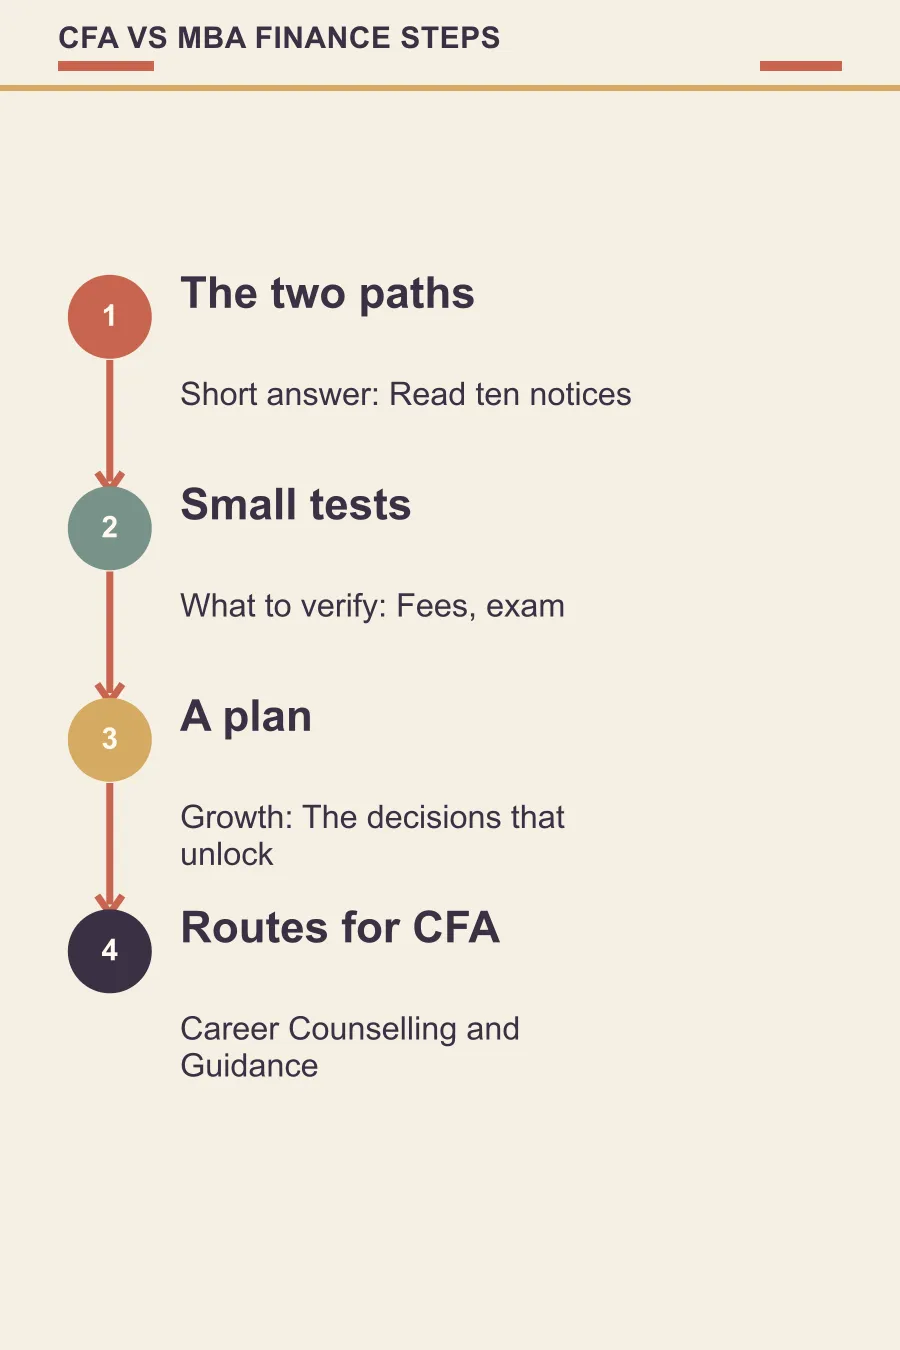 CFA VS MBA FINANCE STEPS
1
The two paths
Short answer: Read ten notices
2
Small tests
What to verify: Fees, exam
3
A plan
Growth: The decisions that
unlock
4
Routes for CFA
Career Counselling and
Guidance